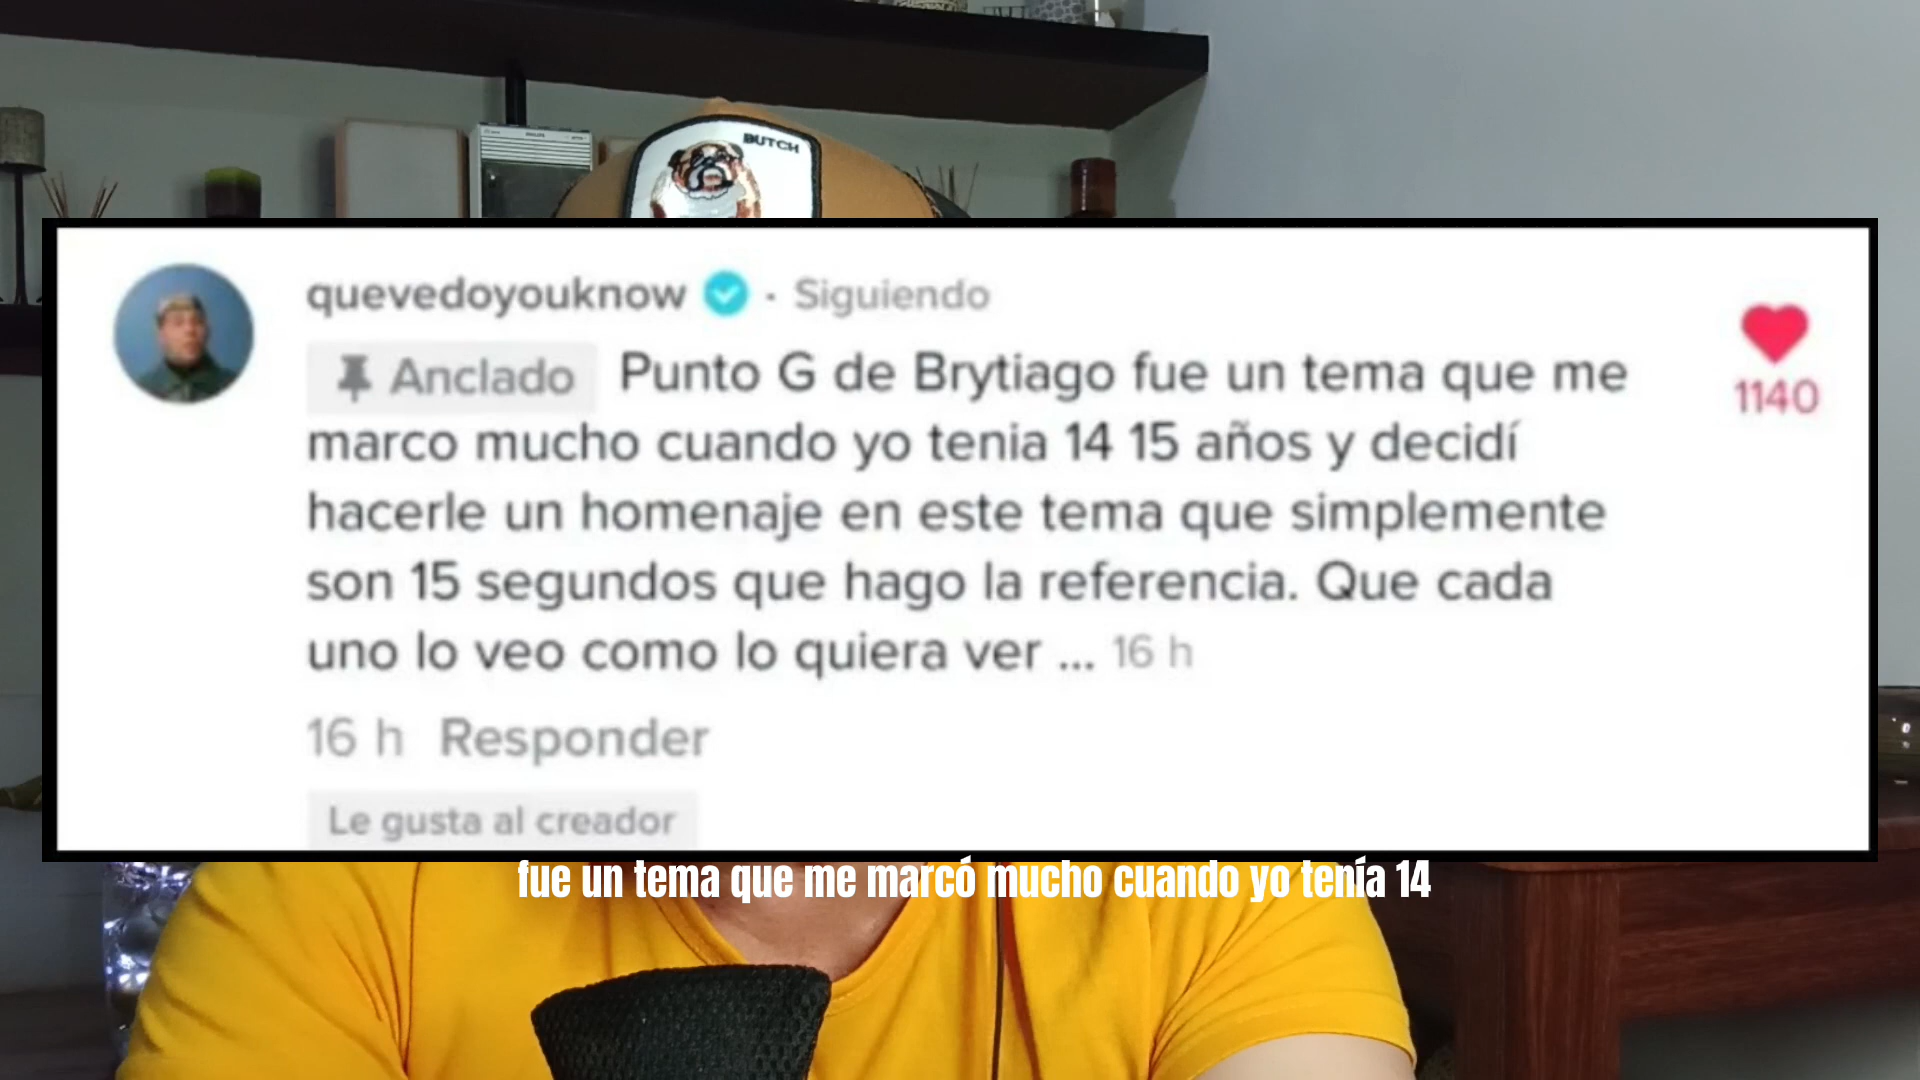 BUTCH
quevedoyouknow · Siguiendo
Anclado Punto G de Brytiago fue un tema que me
marco mucho cuando yo tenia 14 15 años y decidí
hacerle un homenaje en este tema que simplemente
son 15 segundos que hago la referencia. Que cada
uno lo veo como lo quiera ver ... 16 h
1140
16 h Responder
Le gusta al creador
fue un tema que me marcó mucho cuando yo tenía 14